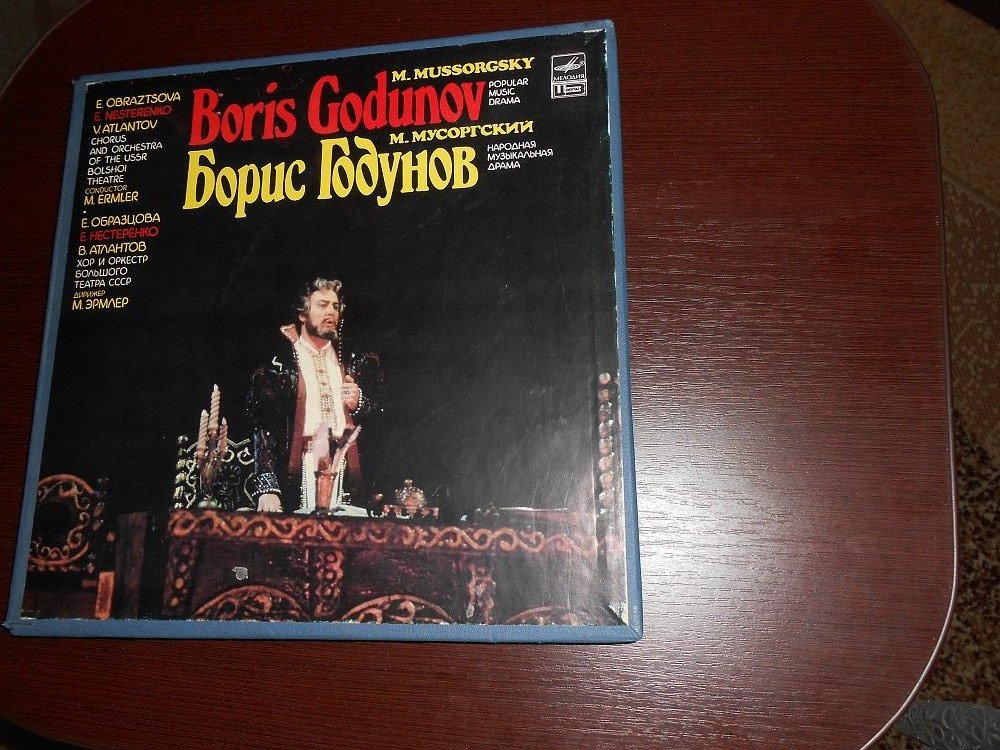 E. OBRAZTSOVA
E. NESTERENKO
V. ATLANTOV
CHORUS
AND ORCHESTRA
OF THE USSR
BOLSHOI
THEATRE
CONDUCTOR
M. ERMLER
Е. ОБРАЗЦОВА
Е. НЕСТЕРЕНКО
В. АТЛАНТОВ
ХОР И ОРКЕСТР
БОЛЬШОГО
ТЕАТРА СССР
ДИРИЖЕР
М. ЭРМЛЕР
M. MUSSORGSKY
Boris Godunov
POPULAR
MUSIC
DRAMA
М. МУСОРГСКИЙ
Борис Годунов
НАРОДНАЯ
МУЗЫКАЛЬНАЯ
ДРАМА
МЕЛОДИЯ